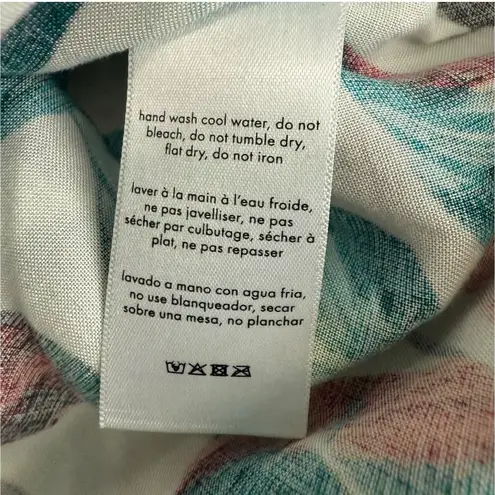 hand wash cool water, do not
bleach, do not tumble dry,
flat dry, do not iron
laver à la main à l'eau froide,
ne pas javelliser, ne pas
sécher par culbutage, sécher à
plat, ne pas repasser
lavado a mano con agua fria,
no use blanqueador, secar
sobre una mesa, no planchar